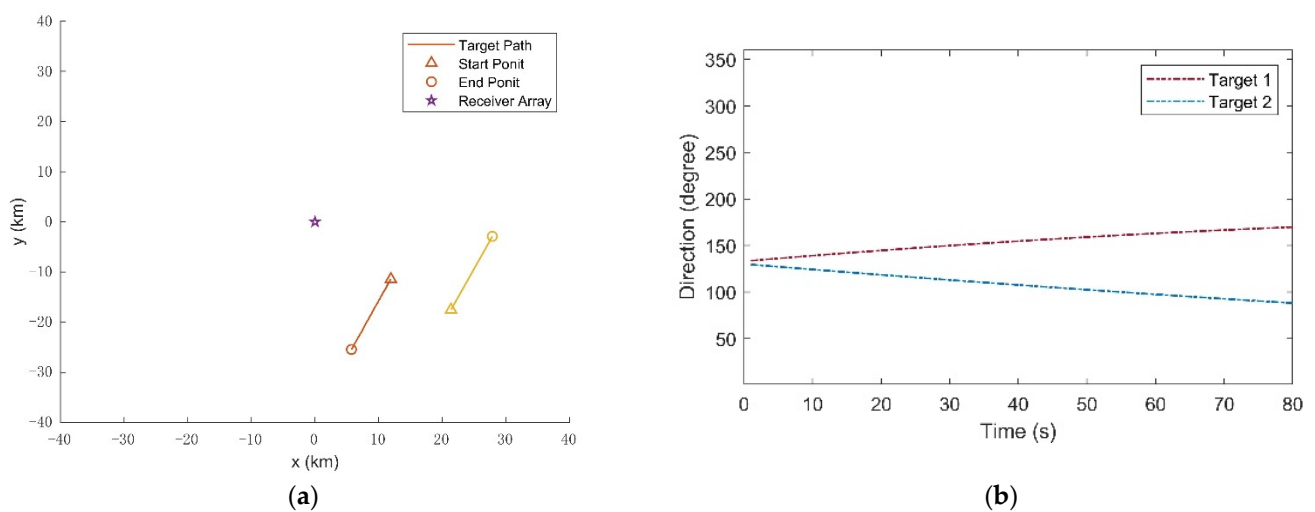 40
30
20
10
0
−10
−20
−30
−40
y (km)
−40
−30
−20
−10
0
10
20
30
40
x (km)
Target Path
Start Ponit
End Ponit
Receiver Array
(a)
350
300
250
200
150
100
50
Direction (degree)
0
10
20
30
40
50
60
70
80
Time (s)
Target 1
Target 2
(b)